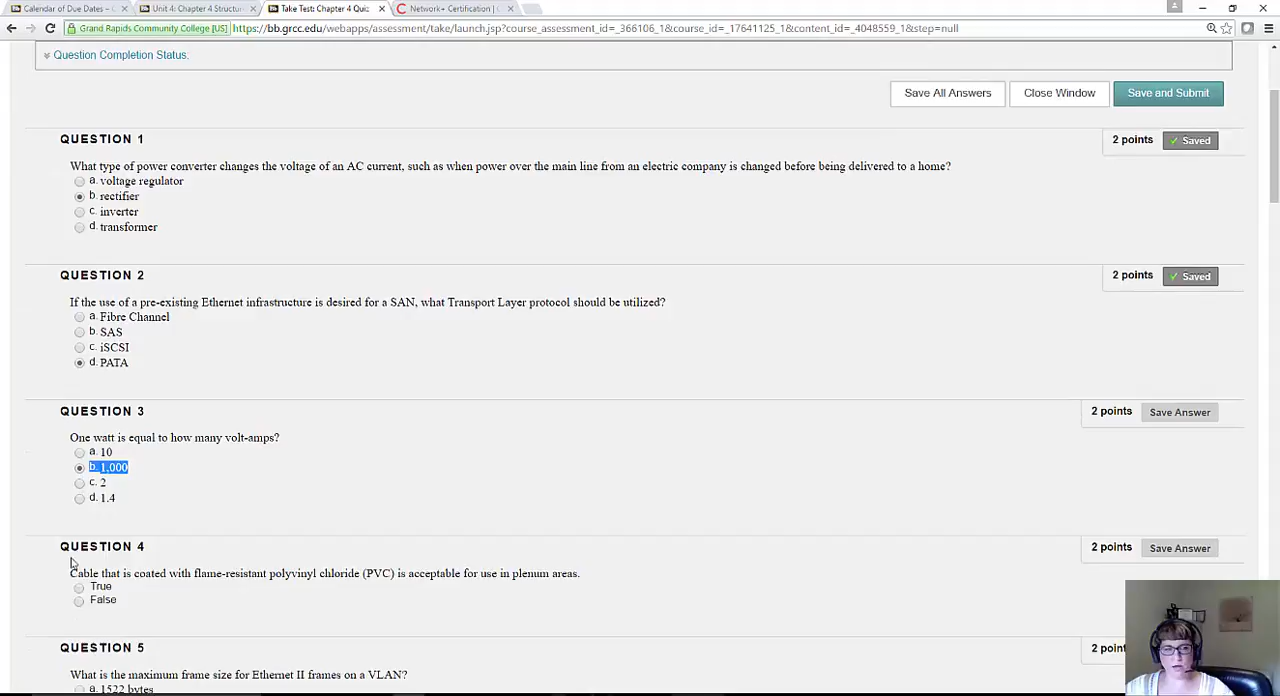 Calendar of Due Dates – C
Unit 4: Chapter 4 Structur
Take Test: Chapter 4 Quiz
Network+ Certification | C
Grand Rapids Community College [US]
https://bb.grcc.edu/webapps/assessment/take/launch.jsp?course_assessment_id=_366106_1&course_id=_17641125_1&content_id=_4048559_1&step=null
Question Completion Status:
Save All Answers
Close Window
Save and Submit
QUESTION 1
2 points
Saved
What type of power converter changes the voltage of an AC current, such as when power over the main line from an electric company is changed before being delivered to a home?
a. voltage regulator
b. rectifier
c. inverter
d. transformer
QUESTION 2
2 points
Saved
If the use of a pre-existing Ethernet infrastructure is desired for a SAN, what Transport Layer protocol should be utilized?
a. Fibre Channel
b. SAS
c. iSCSI
d. PATA
QUESTION 3
2 points
Save Answer
One watt is equal to how many volt-amps?
a. 10
b. 1,000
c. 2
d. 1.4
QUESTION 4
2 points
Save Answer
Cable that is coated with flame-resistant polyvinyl chloride (PVC) is acceptable for use in plenum areas.
True
False
QUESTION 5
2 point
What is the maximum frame size for Ethernet II frames on a VLAN?
a. 1522 bytes